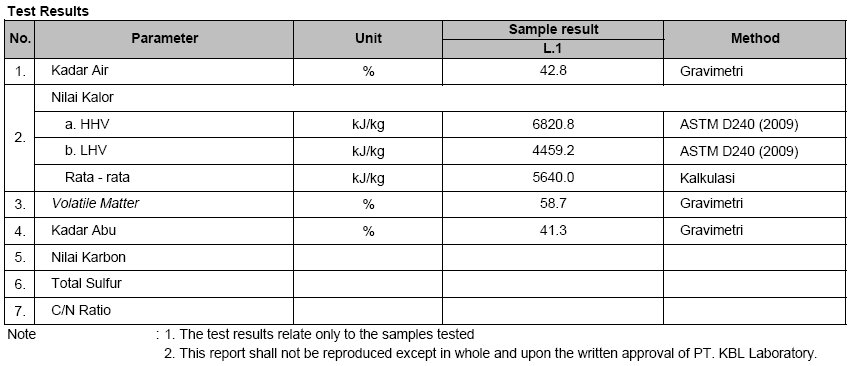 Test Results
No. Parameter Unit Sample result Method
L.1
1. Kadar Air % 42.8 Gravimetri
2. Nilai Kalor
a. HHV kJ/kg 6820.8 ASTM D240 (2009)
b. LHV kJ/kg 4459.2 ASTM D240 (2009)
Rata - rata kJ/kg 5640.0 Kalkulasi
3. Volatile Matter % 58.7 Gravimetri
4. Kadar Abu % 41.3 Gravimetri
5. Nilai Karbon
6. Total Sulfur
7. C/N Ratio
Note : 1. The test results relate only to the samples tested
2. This report shall not be reproduced except in whole and upon the written approval of PT. KBL Laboratory.